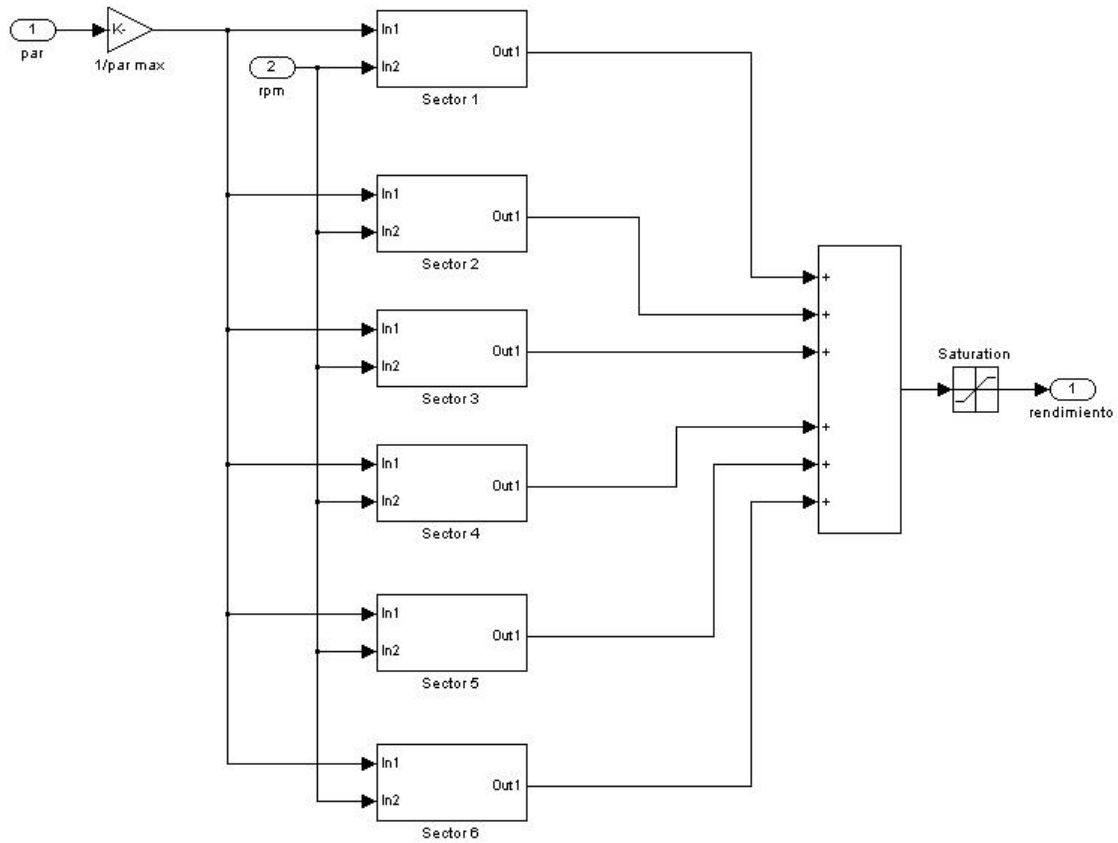 1
par
K-
1/par max
2
rpm
In1
In2
Out1
Sector 1
In1
In2
Out1
Sector 2
In1
In2
Out1
Sector 3
In1
In2
Out1
Sector 4
In1
In2
Out1
Sector 5
In1
In2
Out1
Sector 6
+
+
+
+
+
+
Saturation
1
rendimiento